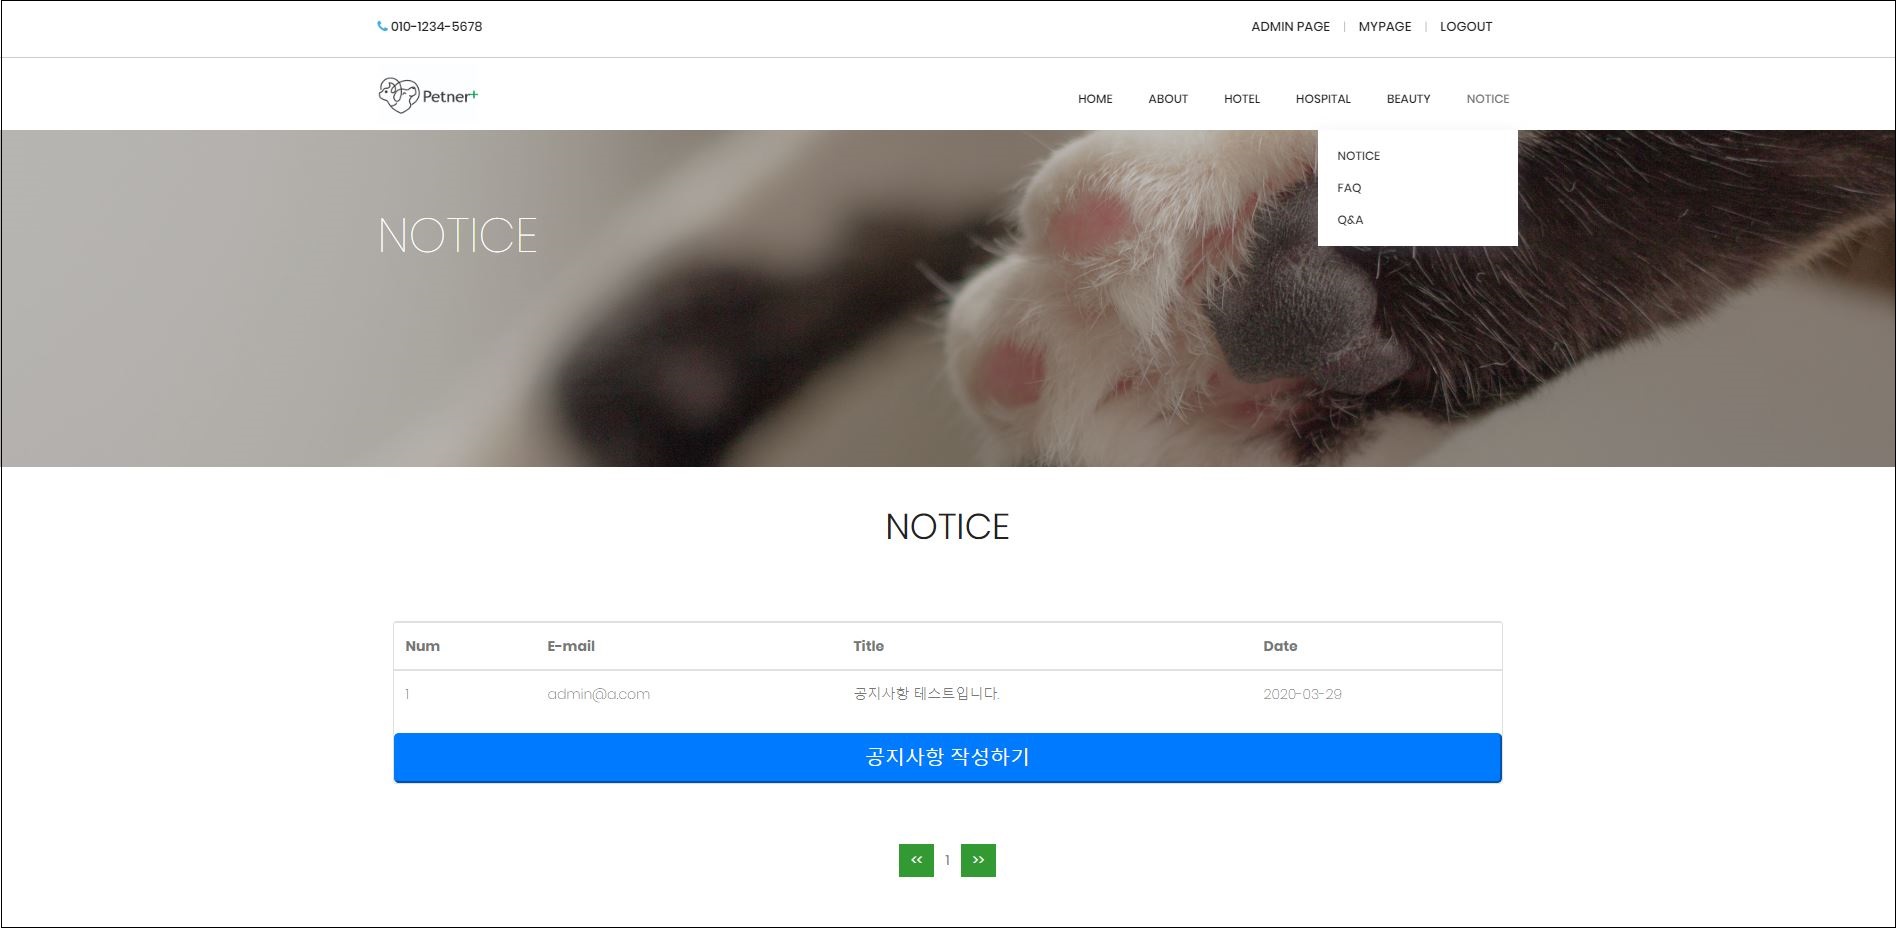 010-1234-5678
ADMIN PAGE | MYPAGE | LOGOUT
Petner+
HOME ABOUT HOTEL HOSPITAL BEAUTY NOTICE
NOTICE
FAQ
Q&A
NOTICE
NOTICE
Num E-mail Title Date
1 admin@a.com 공지사항 테스트입니다. 2020-03-29
공지사항 작성하기
<< 1 >>